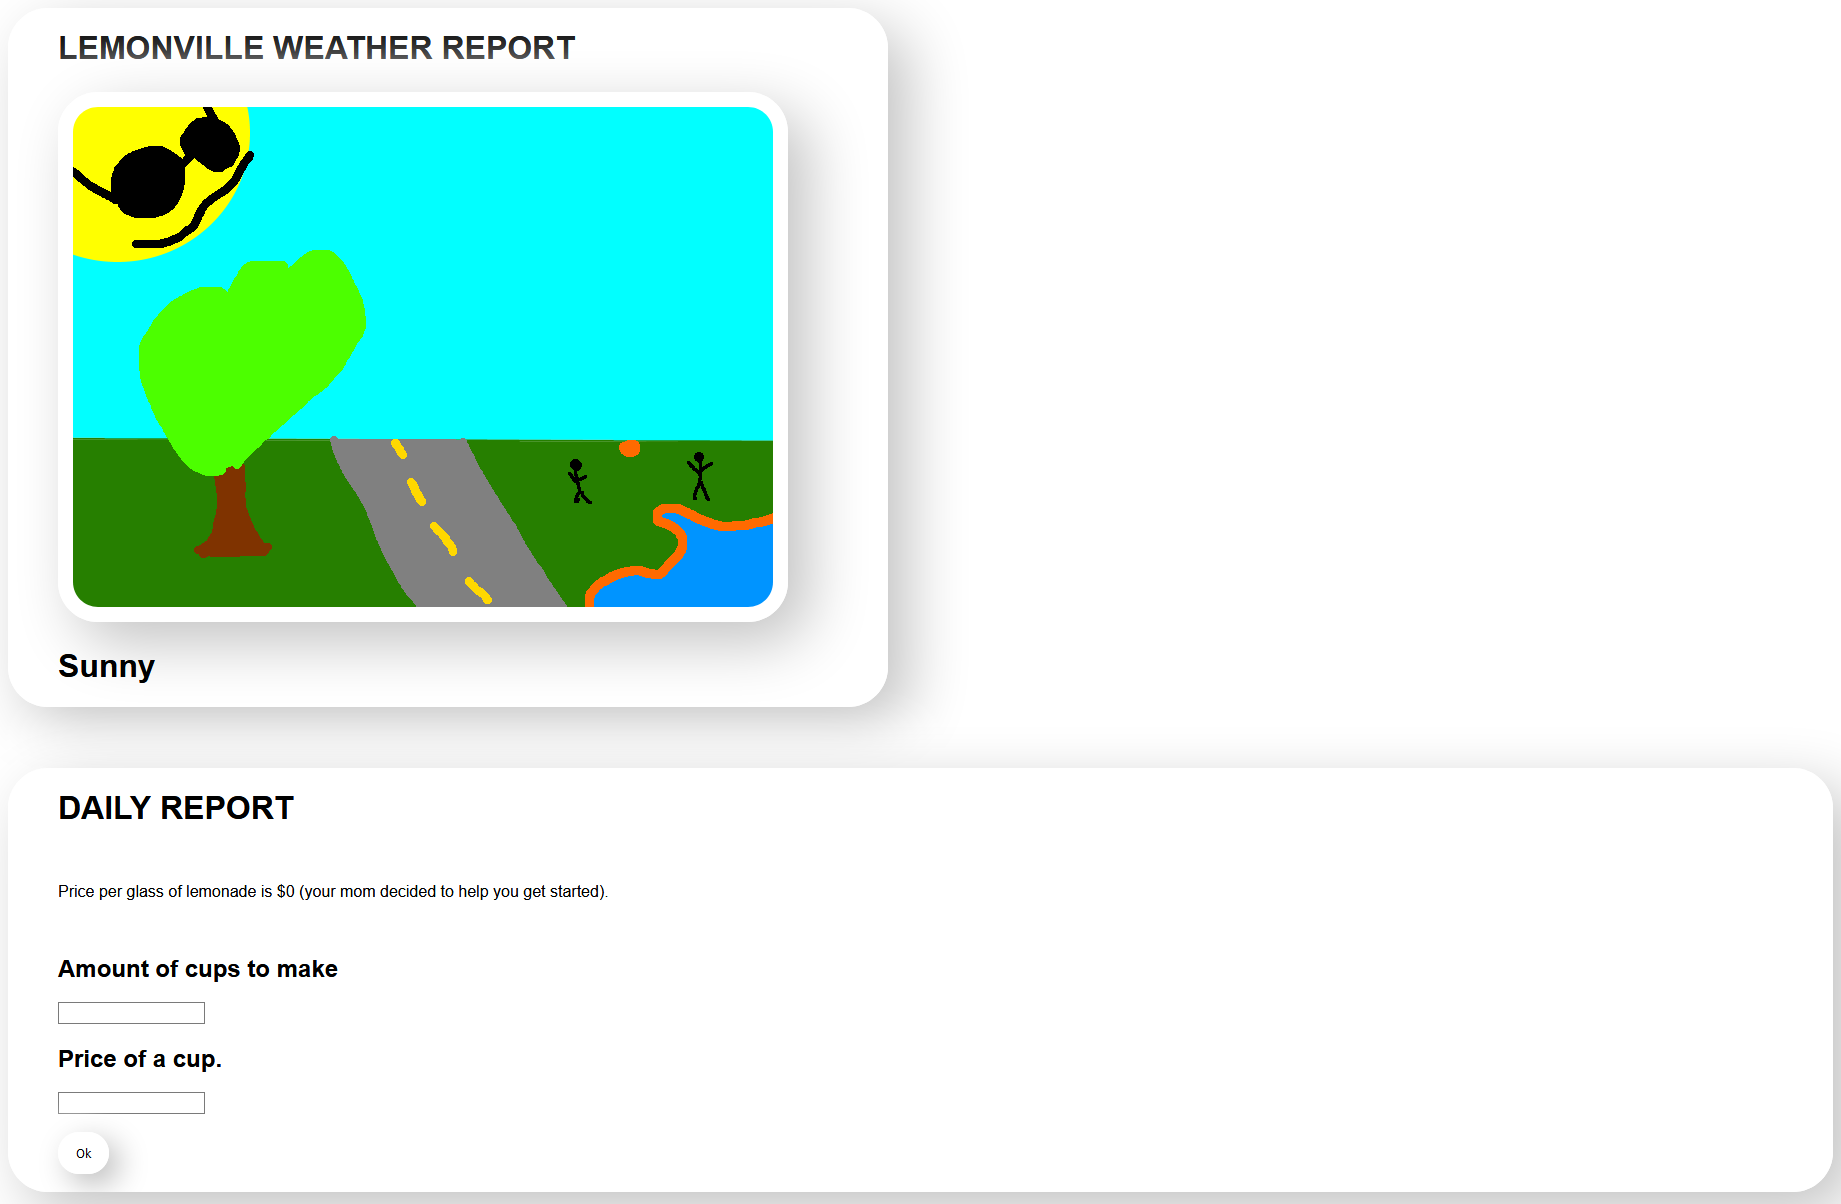 LEMONVILLE WEATHER REPORT
Sunny
DAILY REPORT
Price per glass of lemonade is $0 (your mom decided to help you get started).
Amount of cups to make
Price of a cup.
Ok